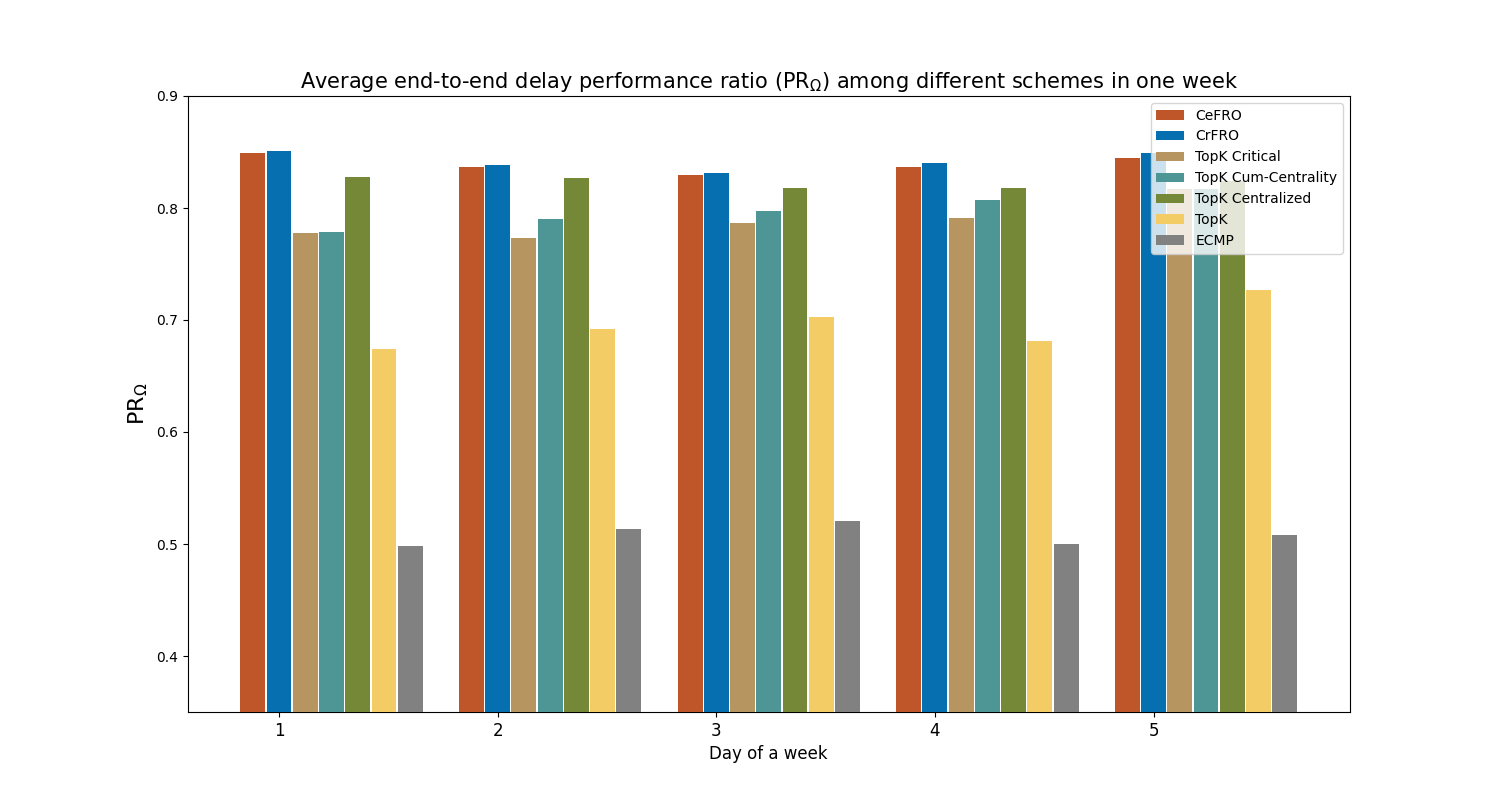 Average end-to-end delay performance ratio (PR_Ω) among different schemes in one week
0.9
0.8
0.7
0.6
0.5
0.4
PR_Ω
CeFRO
CrFRO
TopK Critical
TopK Cum-Centrality
TopK Centralized
TopK
ECMP
1 2 3 4 5
Day of a week